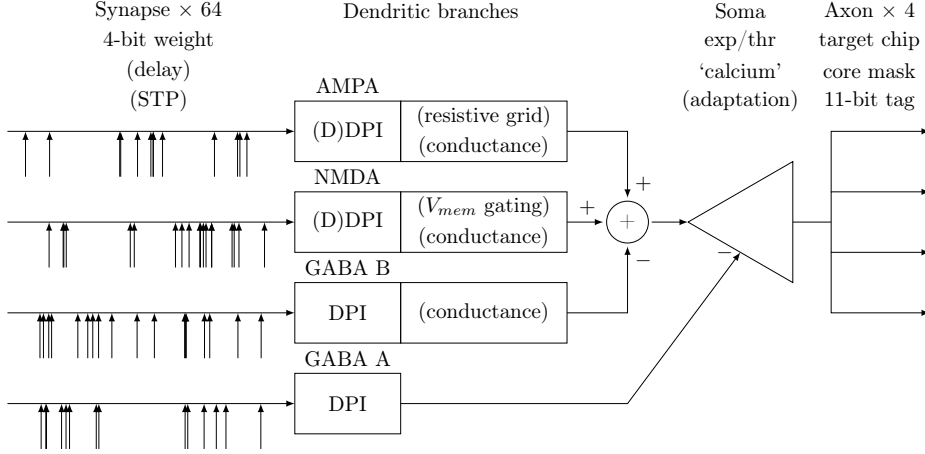 Synapse × 64
4-bit weight
(delay)
(STP)
Dendritic branches
Soma
exp/thr
‘calcium’
(adaptation)
Axon × 4
target chip
core mask
11-bit tag
AMPA
(D)DPI
(resistive grid)
(conductance)
NMDA
(D)DPI
(V_mem gating)
(conductance)
GABA B
DPI
(conductance)
GABA A
DPI
+
+
+
−
−